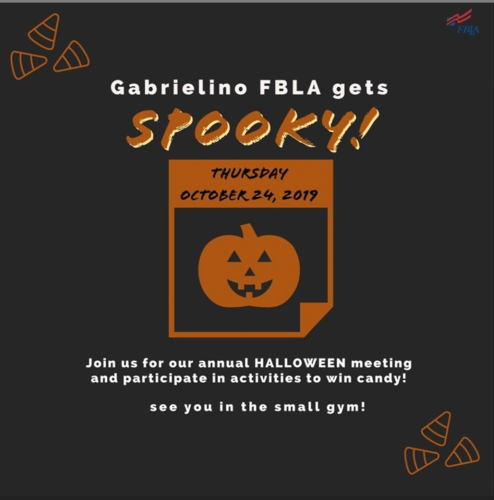 FBLA
Gabrielino FBLA gets
SPOOKY!
THURSDAY
OCTOBER 24, 2019
Join us for our annual HALLOWEEN meeting
and participate in activities to win candy!
see you in the small gym!